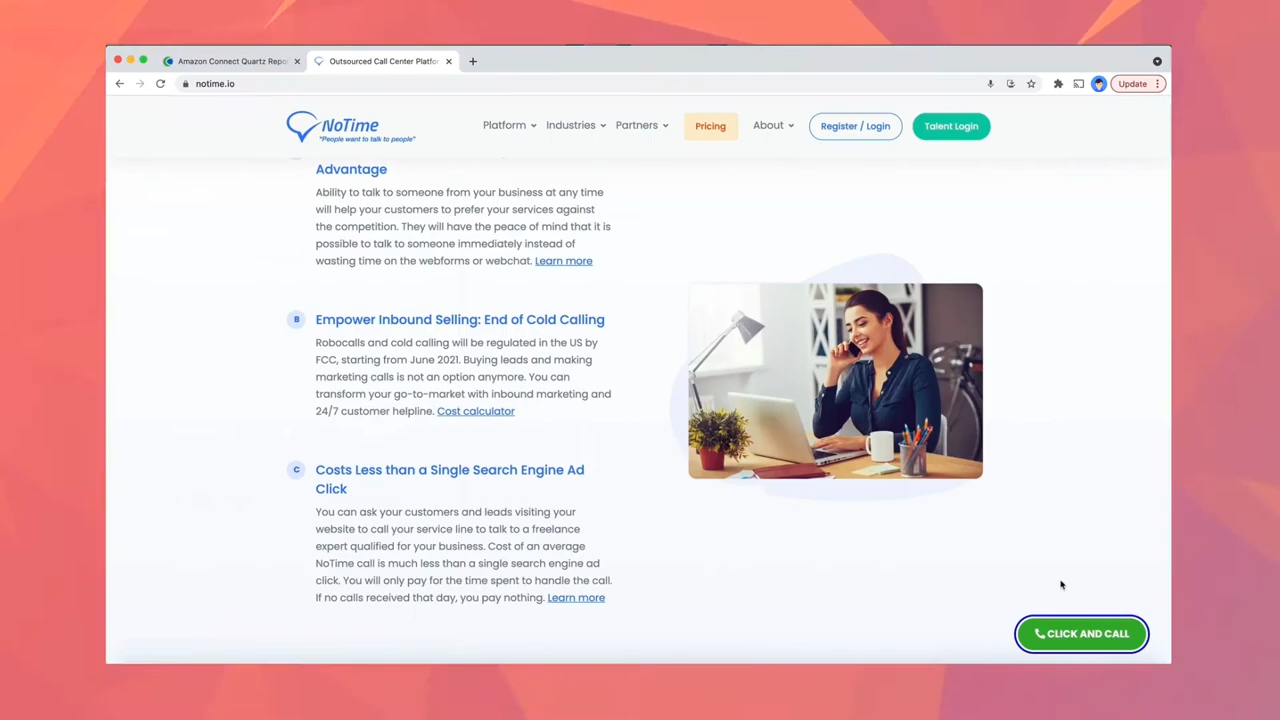 Amazon Connect Quartz Repo
Outsourced Call Center Platfor
notime.io
Update
NoTime
"People want to talk to people"
Platform
Industries
Partners
Pricing
About
Register / Login
Talent Login
Advantage
Ability to talk to someone from your business at any time
will help your customers to prefer your services against
the competition. They will have the peace of mind that it is
possible to talk to someone immediately instead of
wasting time on the webforms or webchat. Learn more
B
Empower Inbound Selling: End of Cold Calling
Robocalls and cold calling will be regulated in the US by
FCC, starting from June 2021. Buying leads and making
marketing calls is not an option anymore. You can
transform your go-to-market with inbound marketing and
24/7 customer helpline. Cost calculator
C
Costs Less than a Single Search Engine Ad
Click
You can ask your customers and leads visiting your
website to call your service line to talk to a freelance
expert qualified for your business. Cost of an average
NoTime call is much less than a single search engine ad
click. You will only pay for the time spent to handle the call.
If no calls received that day, you pay nothing. Learn more
CLICK AND CALL